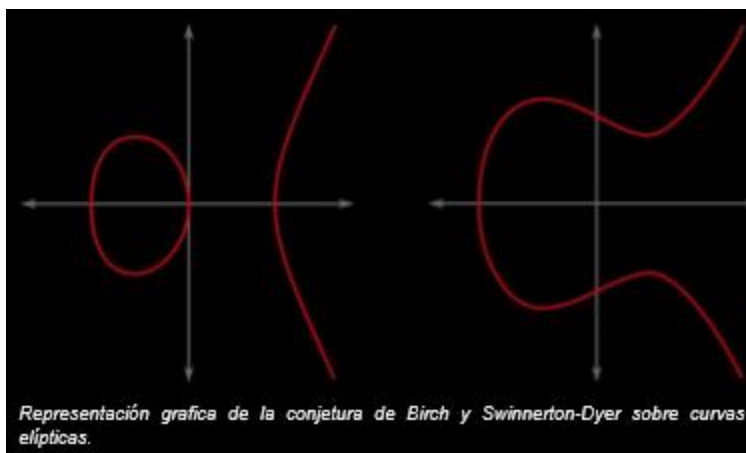 Representación grafica de la conjetura de Birch y Swinnerton-Dyer sobre curvas
elípticas.